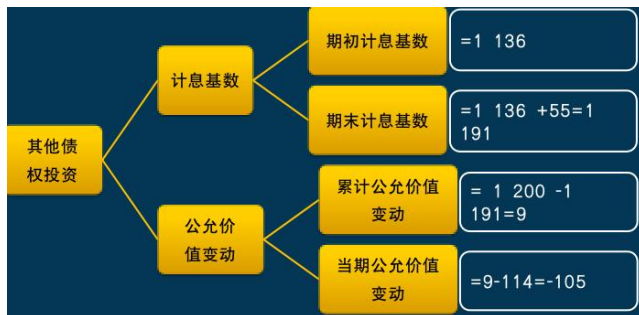 其他债
权投资
计息基数
期初计息基数
=1 136
期末计息基数
=1 136 +55=1
191
公允价
值变动
累计公允价值
变动
= 1 200 -1
191=9
当期公允价值
变动
=9-114=-105